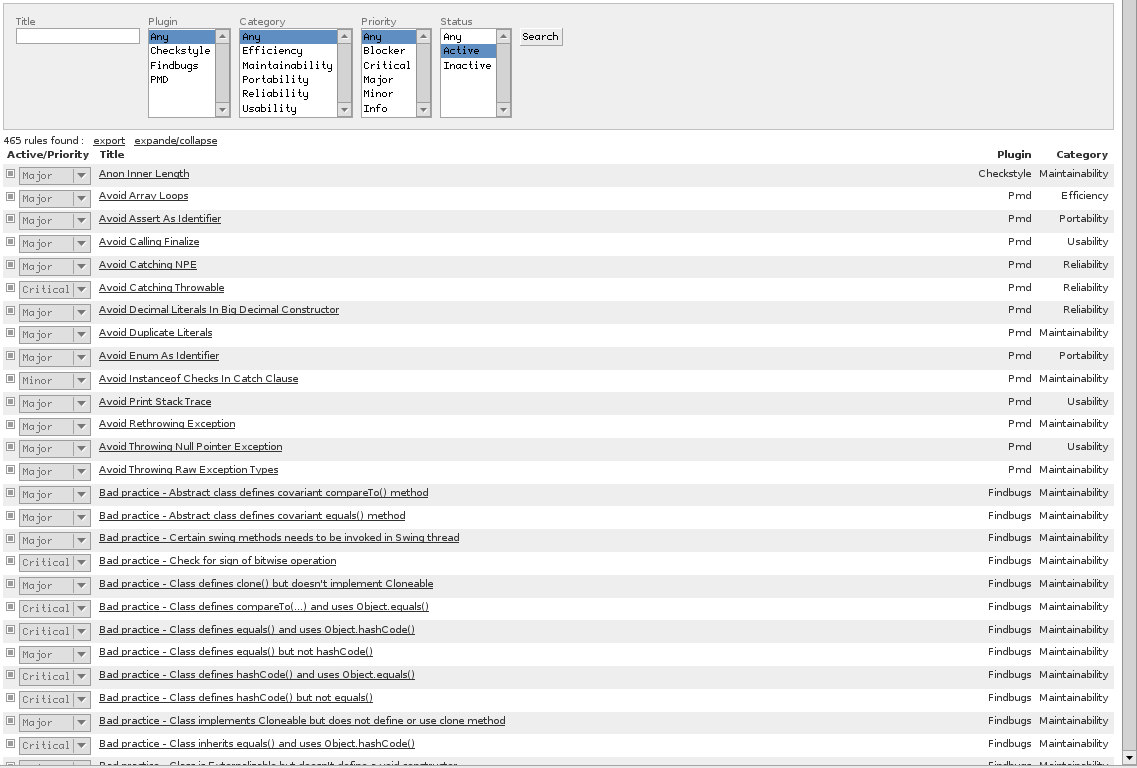 Title Plugin Category Priority Status
Any Any Any Any Search
Checkstyle Efficiency Blocker Active
Findbugs Maintainability Critical Inactive
PMD Portability Major
Reliability Minor
Usability Info
465 rules found : export expande/collapse
Active/Priority Title Plugin Category
Major Anon Inner Length Checkstyle Maintainability
Major Avoid Array Loops Pmd Efficiency
Major Avoid Assert As Identifier Pmd Portability
Major Avoid Calling Finalize Pmd Usability
Major Avoid Catching NPE Pmd Reliability
Critical Avoid Catching Throwable Pmd Reliability
Major Avoid Decimal Literals In Big Decimal Constructor Pmd Reliability
Major Avoid Duplicate Literals Pmd Maintainability
Major Avoid Enum As Identifier Pmd Portability
Minor Avoid Instanceof Checks In Catch Clause Pmd Maintainability
Major Avoid Print Stack Trace Pmd Usability
Major Avoid Rethrowing Exception Pmd Maintainability
Major Avoid Throwing Null Pointer Exception Pmd Usability
Major Avoid Throwing Raw Exception Types Pmd Maintainability
Major Bad practice - Abstract class defines covariant compareTo() method Findbugs Maintainability
Major Bad practice - Abstract class defines covariant equals() method Findbugs Maintainability
Major Bad practice - Certain swing methods needs to be invoked in Swing thread Findbugs Maintainability
Critical Bad practice - Check for sign of bitwise operation Findbugs Maintainability
Major Bad practice - Class defines clone() but doesn't implement Cloneable Findbugs Maintainability
Critical Bad practice - Class defines compareTo(...) and uses Object.equals() Findbugs Maintainability
Critical Bad practice - Class defines equals() and uses Object.hashCode() Findbugs Maintainability
Major Bad practice - Class defines equals() but not hashCode() Findbugs Maintainability
Critical Bad practice - Class defines hashCode() and uses Object.equals() Findbugs Maintainability
Critical Bad practice - Class defines hashCode() but not equals() Findbugs Maintainability
Major Bad practice - Class implements Cloneable but does not define or use clone method Findbugs Maintainability
Critical Bad practice - Class inherits equals() and uses Object.hashCode() Findbugs Maintainability
Bad practice - Class is Externalizable but doesn't define a void constructor Findbugs Maintainability